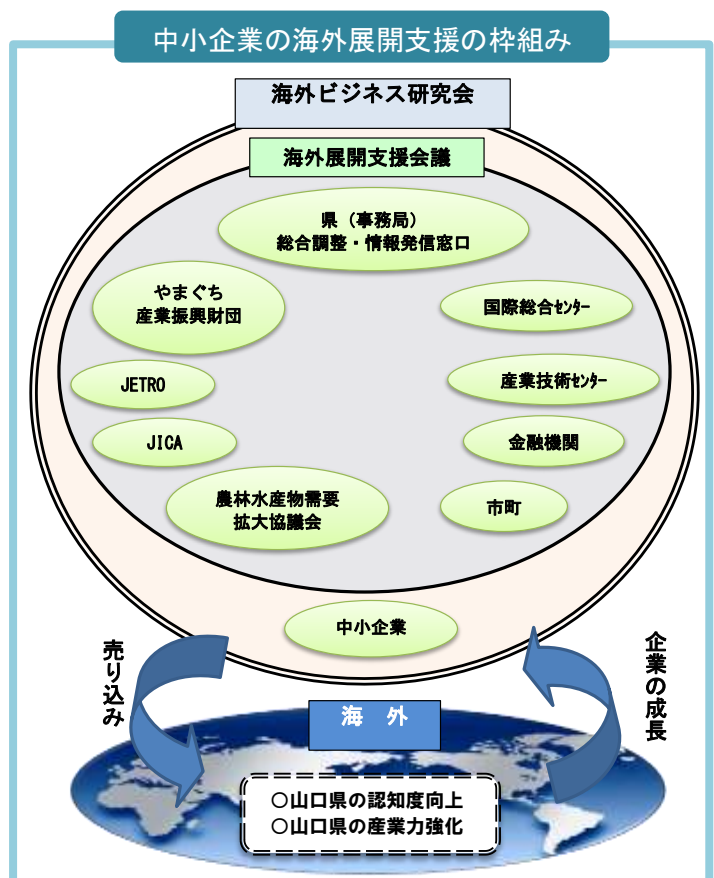 中小企業の海外展開支援の枠組み
海外ビジネス研究会
海外展開支援会議
県（事務局）
総合調整・情報発信窓口
やまぐち
産業振興財団
国際総合ｾﾝﾀｰ
JETRO
産業技術ｾﾝﾀｰ
JICA
金融機関
農林水産物需要
拡大協議会
市町
中小企業
売り込み
企業の成長
海　外
○山口県の認知度向上
○山口県の産業力強化